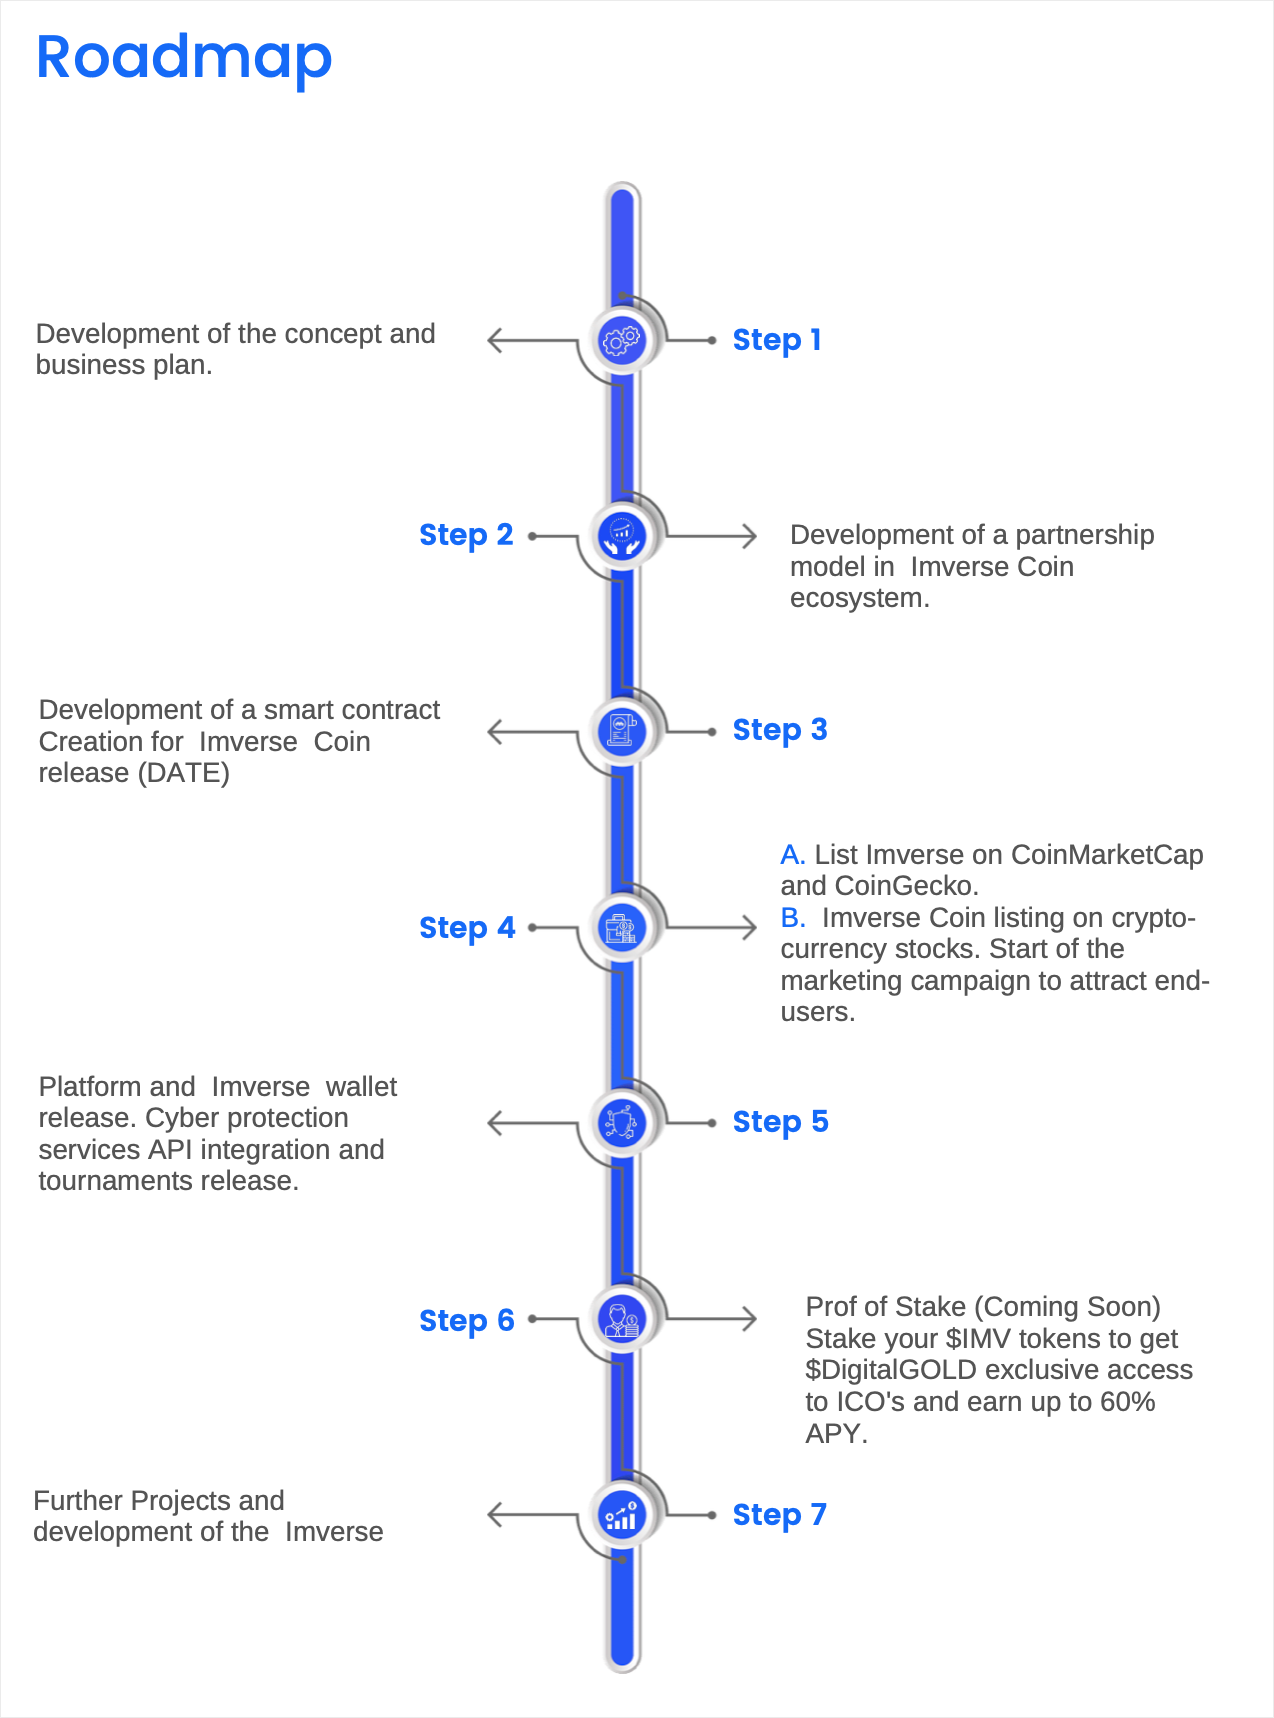 Roadmap
Step 1
Development of the concept and
business plan.
Step 2
Development of a partnership
model in  Imverse Coin
ecosystem.
Step 3
Development of a smart contract
Creation for  Imverse  Coin
release (DATE)
Step 4
A. List Imverse on CoinMarketCap
and CoinGecko.
B.  Imverse Coin listing on crypto-
currency stocks. Start of the
marketing campaign to attract end-
users.
Step 5
Platform and  Imverse  wallet
release. Cyber protection
services API integration and
tournaments release.
Step 6
Prof of Stake (Coming Soon)
Stake your $IMV tokens to get
$DigitalGOLD exclusive access
to ICO's and earn up to 60%
APY.
Step 7
Further Projects and
development of the  Imverse